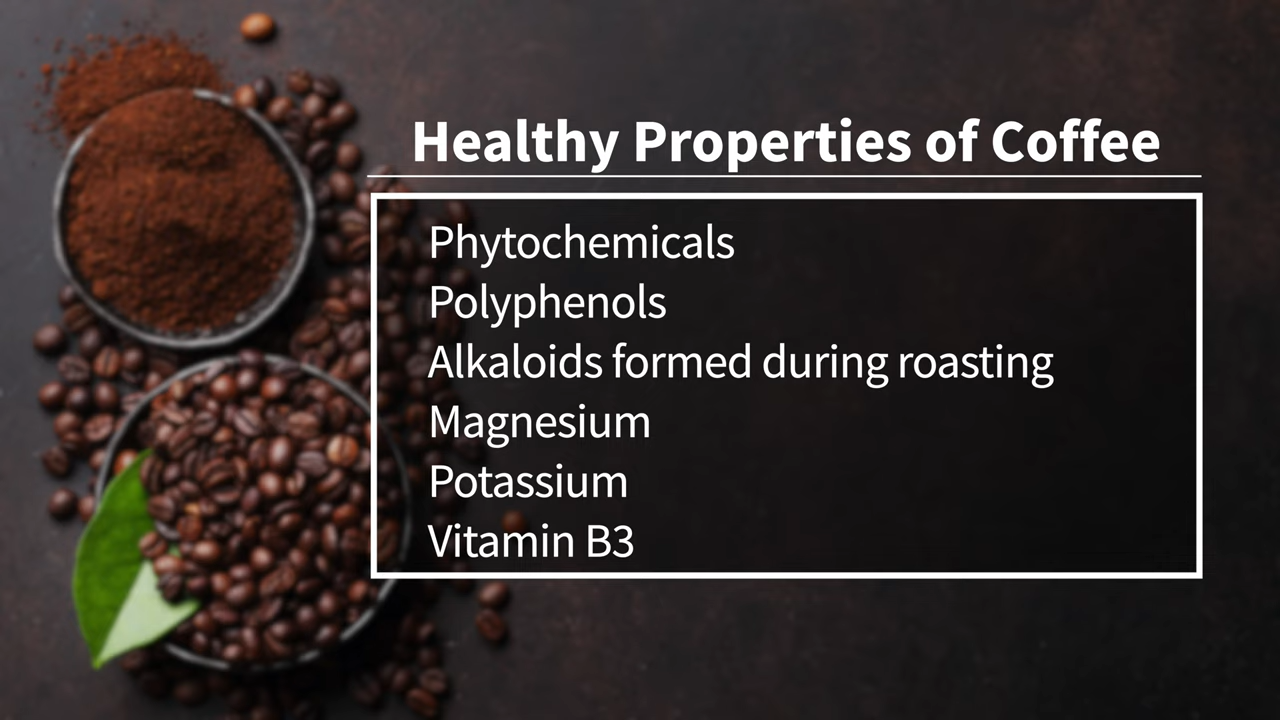 Healthy Properties of Coffee
Phytochemicals
Polyphenols
Alkaloids formed during roasting
Magnesium
Potassium
Vitamin B3